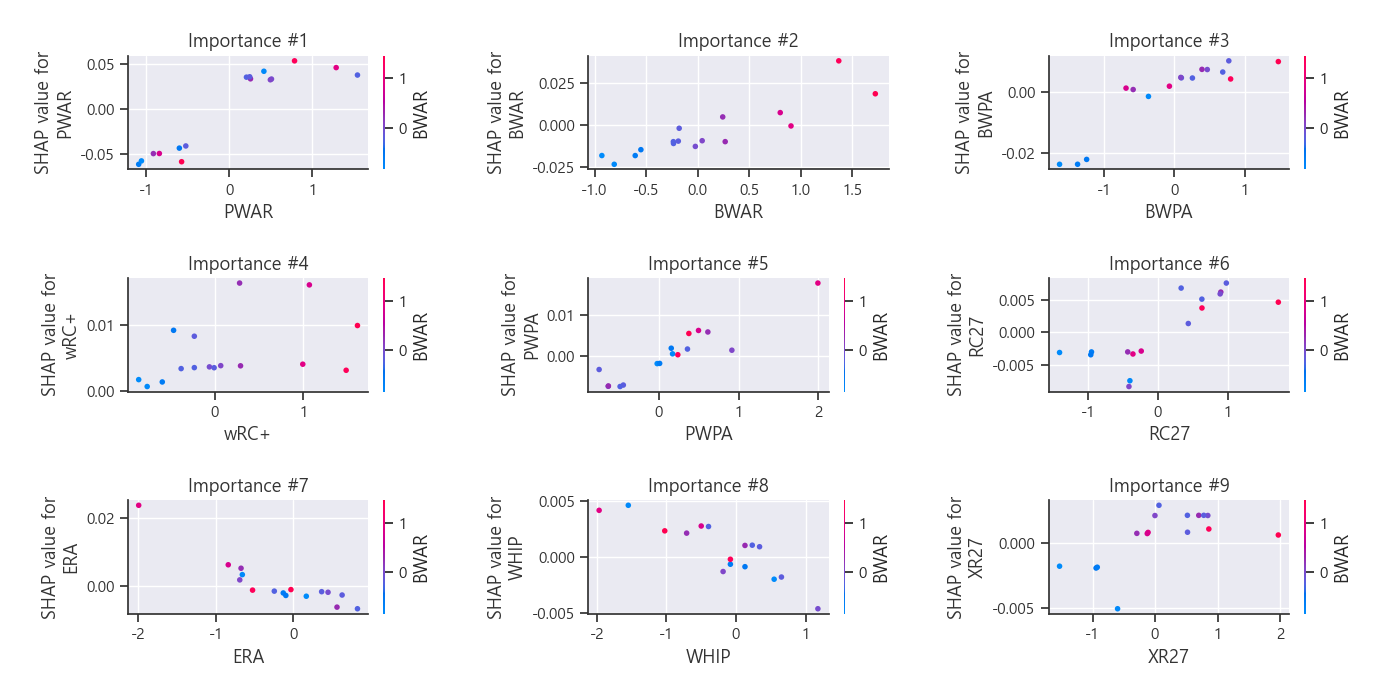 Importance #1
SHAP value for
PWAR
0.05
0.00
-0.05
-1
0
1
PWAR
1
0
BWAR
Importance #2
SHAP value for
BWAR
0.025
0.000
-0.025
-1.0
-0.5
0.0
0.5
1.0
1.5
BWAR
Importance #3
SHAP value for
BWPA
0.00
-0.02
-1
0
1
BWPA
1
0
BWAR
Importance #4
SHAP value for
wRC+
0.01
0.00
0
1
wRC+
1
0
BWAR
Importance #5
SHAP value for
PWPA
0.01
0.00
0
1
2
PWPA
1
0
BWAR
Importance #6
SHAP value for
RC27
0.005
0.000
-0.005
-1
0
1
RC27
1
0
BWAR
Importance #7
SHAP value for
ERA
0.02
0.00
-2
-1
0
ERA
1
0
BWAR
Importance #8
SHAP value for
WHIP
0.005
0.000
-0.005
-2
-1
0
1
WHIP
1
0
BWAR
Importance #9
SHAP value for
XR27
0.000
-0.005
-1
0
1
2
XR27
1
0
BWAR